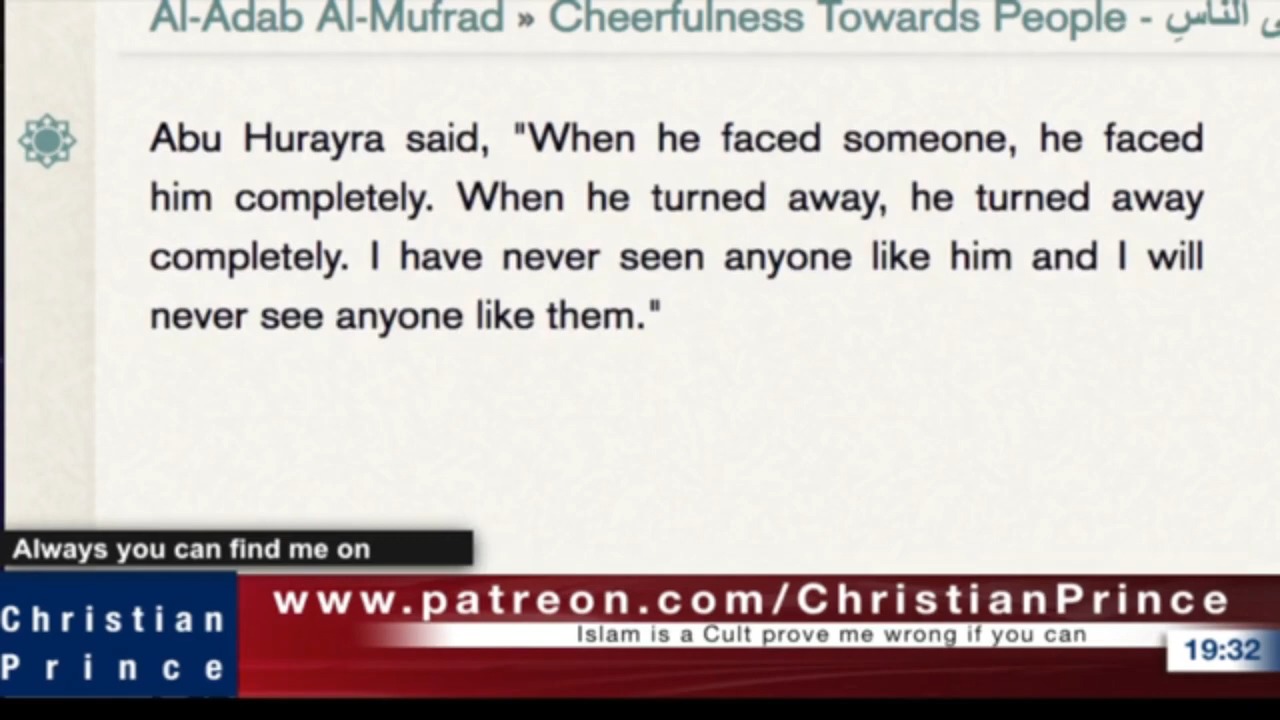 Al-Adab Al-Mufrad » Cheerfulness Towards People - ى النَّاسِ
Abu Hurayra said, "When he faced someone, he faced
him completely. When he turned away, he turned away
completely. I have never seen anyone like him and I will
never see anyone like them."
Always you can find me on
Christian
Prince
www.patreon.com/ChristianPrince
Islam is a Cult prove me wrong if you can
19:32